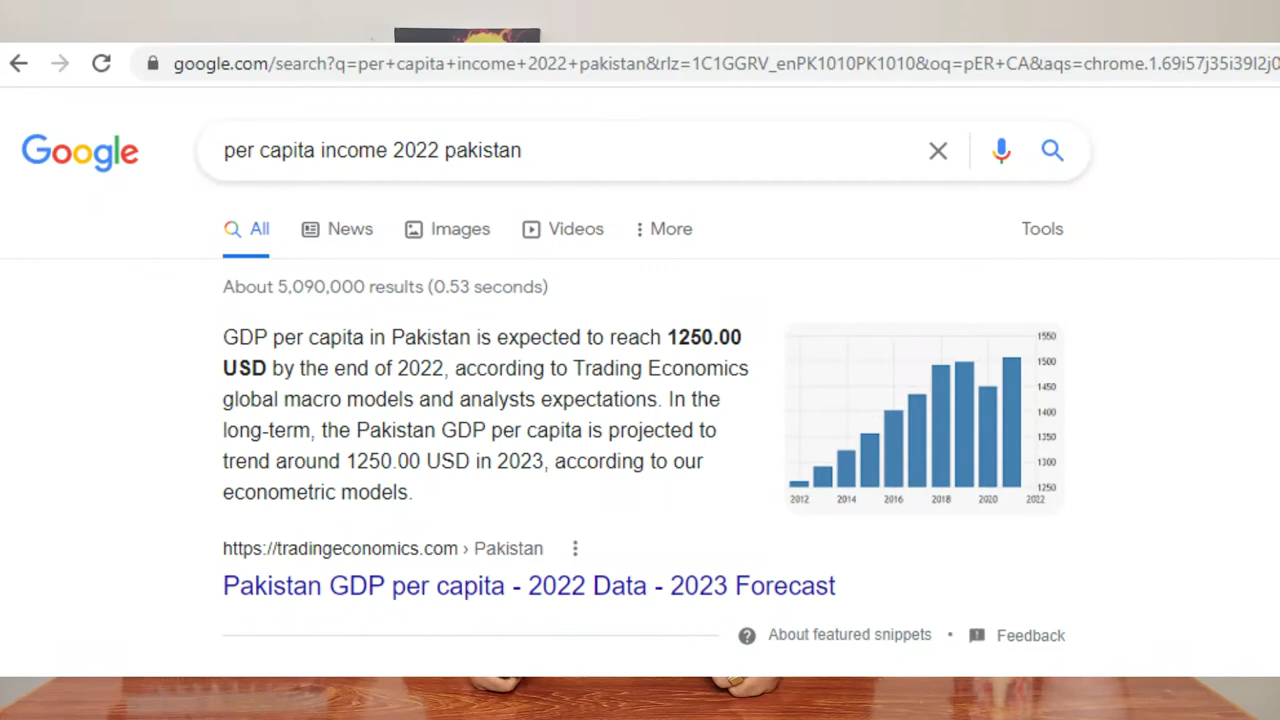 google.com/search?q=per+capita+income+2022+pakistan&rlz=1C1GGRV_enPK1010PK1010&oq=pER+CA&aqs=chrome.1.69i57j35i39l2j0
Google
per capita income 2022 pakistan
All News Images Videos More Tools
About 5,090,000 results (0.53 seconds)
GDP per capita in Pakistan is expected to reach 1250.00
USD by the end of 2022, according to Trading Economics
global macro models and analysts expectations. In the
long-term, the Pakistan GDP per capita is projected to
trend around 1250.00 USD in 2023, according to our
econometric models.
1550
1500
1450
1400
1350
1300
1250
2012 2014 2016 2018 2020 2022
https://tradingeconomics.com › Pakistan
Pakistan GDP per capita - 2022 Data - 2023 Forecast
About featured snippets • Feedback